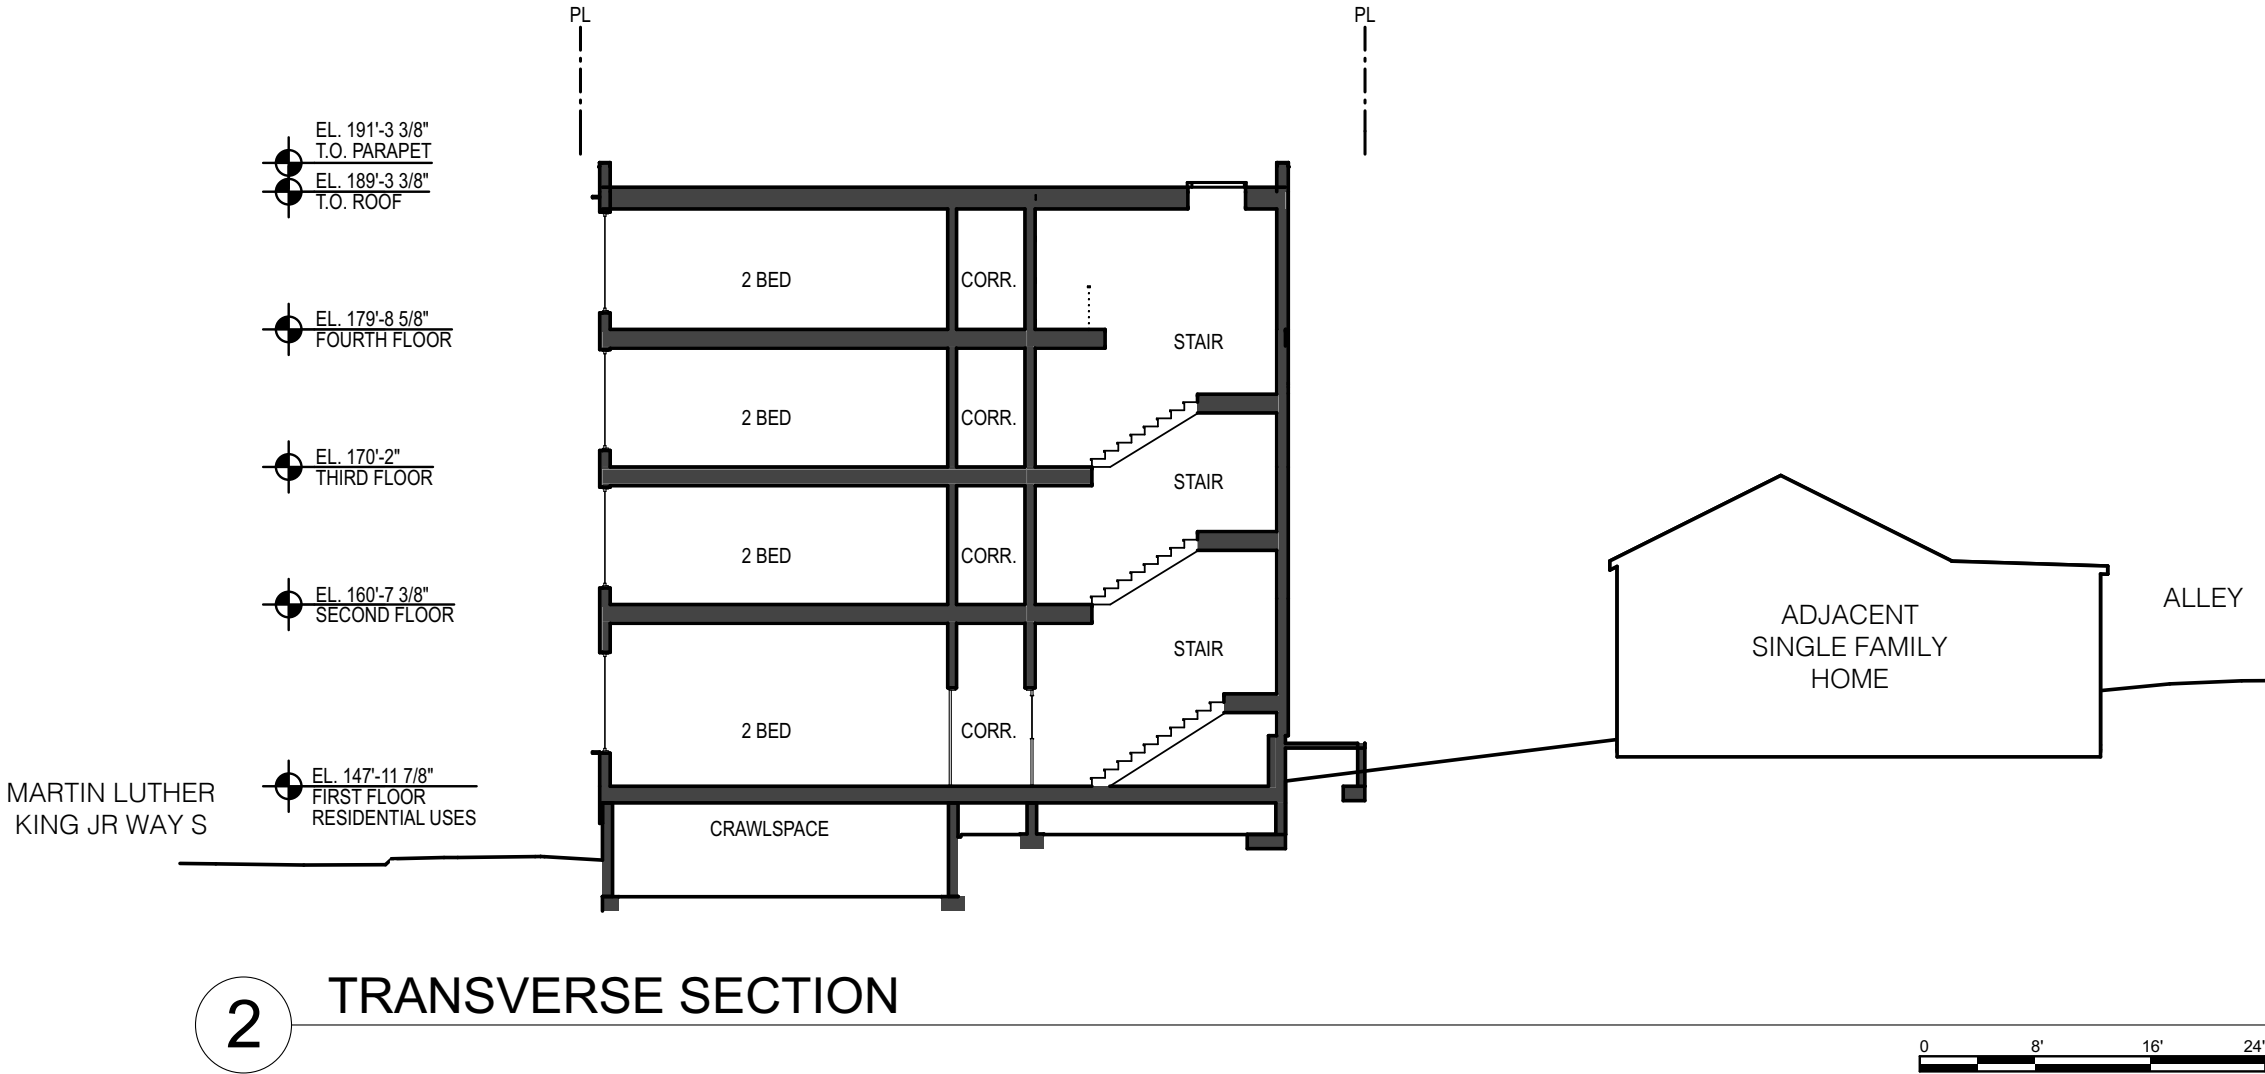 PL
PL
EL. 191'-3 3/8"
T.O. PARAPET
EL. 189'-3 3/8"
T.O. ROOF
2 BED
CORR.
EL. 179'-8 5/8"
FOURTH FLOOR
STAIR
2 BED
CORR.
EL. 170'-2"
THIRD FLOOR
STAIR
2 BED
CORR.
EL. 160'-7 3/8"
SECOND FLOOR
STAIR
ADJACENT
SINGLE FAMILY
HOME
ALLEY
2 BED
CORR.
EL. 147'-11 7/8"
FIRST FLOOR
RESIDENTIAL USES
MARTIN LUTHER
KING JR WAY S
CRAWLSPACE
2
TRANSVERSE SECTION
0 8' 16' 24'